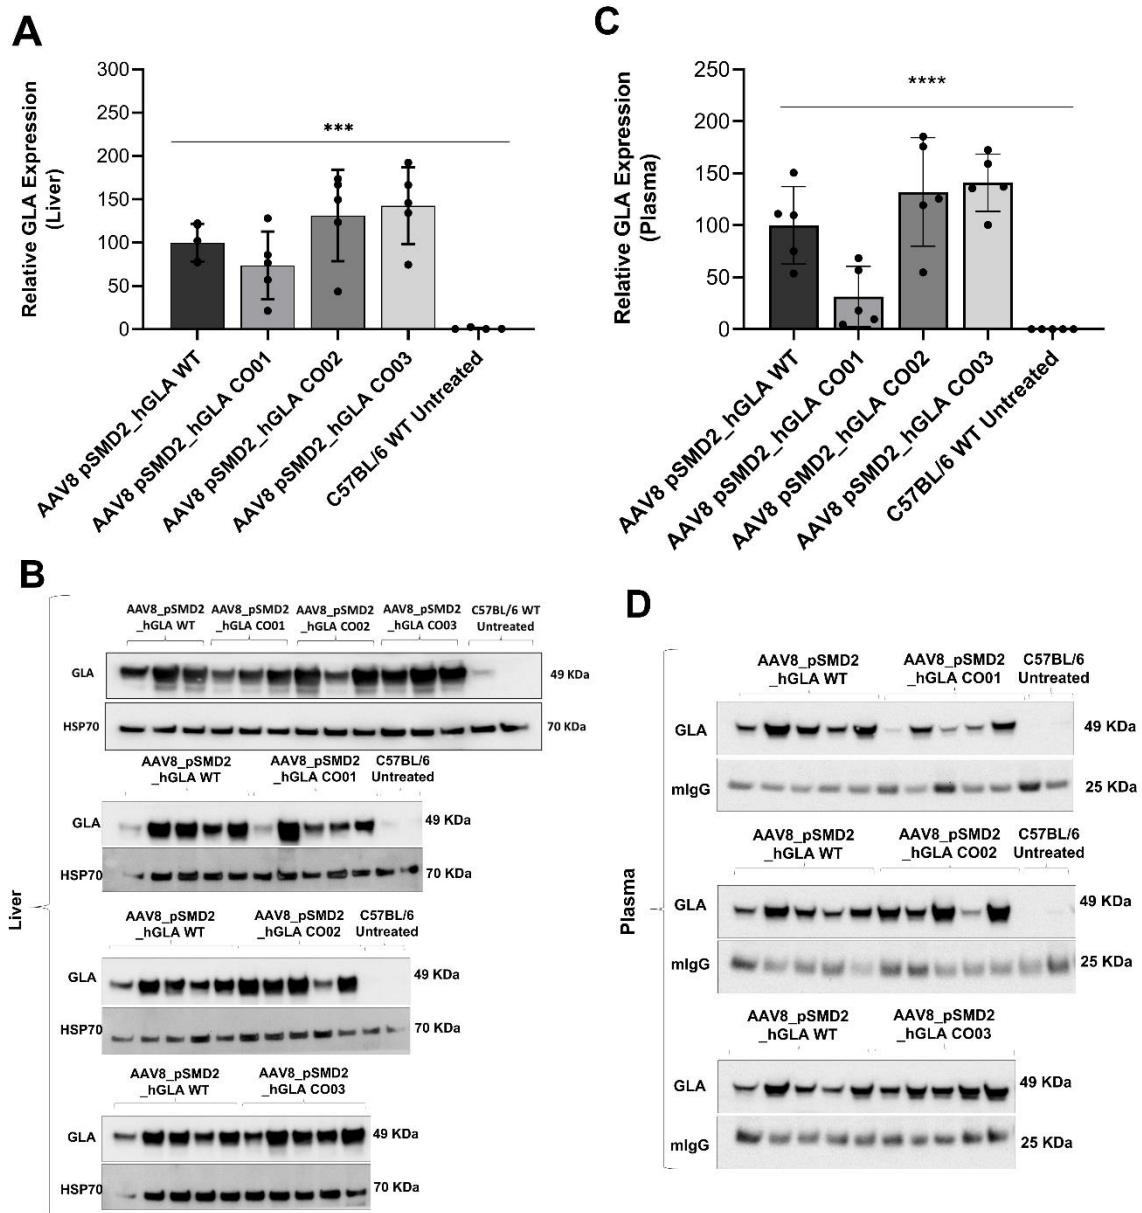 A
Relative GLA Expression
(Liver)
300
250
200
150
100
50
0
***
AAV8 pSMD2_hGLA WT
AAV8 pSMD2_hGLA CO01
AAV8 pSMD2_hGLA CO02
AAV8 pSMD2_hGLA CO03
C57BL/6 WT Untreated
C
Relative GLA Expression
(Plasma)
250
200
150
100
50
0
****
AAV8 pSMD2_hGLA WT
AAV8 pSMD2_hGLA CO01
AAV8 pSMD2_hGLA CO02
AAV8 pSMD2_hGLA CO03
C57BL/6 WT Untreated
B
Liver
AAV8_pSMD2 AAV8_pSMD2 AAV8_pSMD2 AAV8_pSMD2 C57BL/6 WT
_hGLA WT _hGLA CO01 _hGLA CO02 _hGLA CO03 Untreated
GLA 49 KDa
HSP70 70 KDa
AAV8_pSMD2 AAV8_pSMD2 C57BL/6
_hGLA WT _hGLA CO01 Untreated
GLA 49 KDa
HSP70 70 KDa
AAV8_pSMD2 AAV8_pSMD2 C57BL/6
_hGLA WT _hGLA CO02 Untreated
GLA 49 KDa
HSP70 70 KDa
AAV8_pSMD2 AAV8_pSMD2
_hGLA WT _hGLA CO03
GLA 49 KDa
HSP70 70 KDa
D
Plasma
AAV8_pSMD2 AAV8_pSMD2 C57BL/6
_hGLA WT _hGLA CO01 Untreated
GLA 49 KDa
mIgG 25 KDa
AAV8_pSMD2 AAV8_pSMD2 C57BL/6
_hGLA WT _hGLA CO02 Untreated
GLA 49 KDa
mIgG 25 KDa
AAV8_pSMD2 AAV8_pSMD2
_hGLA WT _hGLA CO03
GLA 49 KDa
mIgG 25 KDa